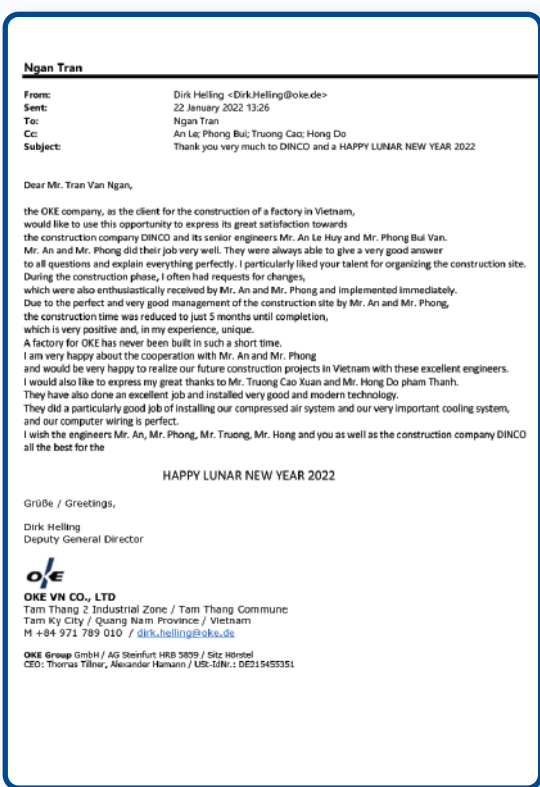 Ngan Tran
From: Dirk Helling <Dirk.Helling@oke.de>
Sent: 22 January 2022 13:26
To: Ngan Tran
Cc: An Le; Phong Bui; Truong Cao; Hong Do
Subject: Thank you very much to DINCO and a HAPPY LUNAR NEW YEAR 2022
Dear Mr. Tran Van Ngan,
the OKE company, as the client for the construction of a factory in Vietnam,
would like to use this opportunity to express its great satisfaction towards
the construction company DINCO and its senior engineers Mr. An Le Huy and Mr. Phong Bui Van.
Mr. An and Mr. Phong did their job very well. They were always able to give a very good answer
to all questions and explain everything perfectly. I particularly liked your talent for organizing the construction site.
During the construction phase, I often had requests for changes,
which were also enthusiastically received by Mr. An and Mr. Phong and implemented immediately.
Due to the perfect and very good management of the construction site by Mr. An and Mr. Phong,
the construction time was reduced to just 5 months until completion,
which is very positive and, in my experience, unique.
A factory for OKE has never been built in such a short time.
I am very happy about the cooperation with Mr. An and Mr. Phong
and would be very happy to realize our future construction projects in Vietnam with these excellent engineers.
I would also like to express my great thanks to Mr. Truong Cao Xuan and Mr. Hong Do pham Thanh.
They have also done an excellent job and installed very good and modern technology.
They did a particularly good job of installing our compressed air system and our very important cooling system,
and our computer wiring is perfect.
I wish the engineers Mr. An, Mr. Phong, Mr. Truong, Mr. Hong and you as well as the construction company DINCO
all the best for the
HAPPY LUNAR NEW YEAR 2022
Grüße / Greetings,
Dirk Helling
Deputy General Director
oke
OKE VN CO., LTD
Tam Thang 2 Industrial Zone / Tam Thang Commune
Tam Ky City / Quang Nam Province / Vietnam
M +84 971 789 010 / dirk.helling@oke.de
OKE Group GmbH / AG Steinfurt HRB 5859 / Sitz Hörstel
CEO: Thomas Tillner, Alexander Hamann / USt-IdNr.: DE215455351